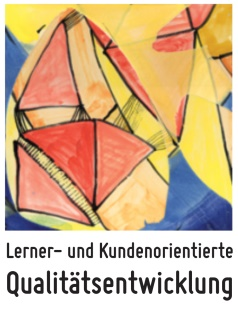 Lerner- und Kundenorientierte
Qualitätsentwicklung